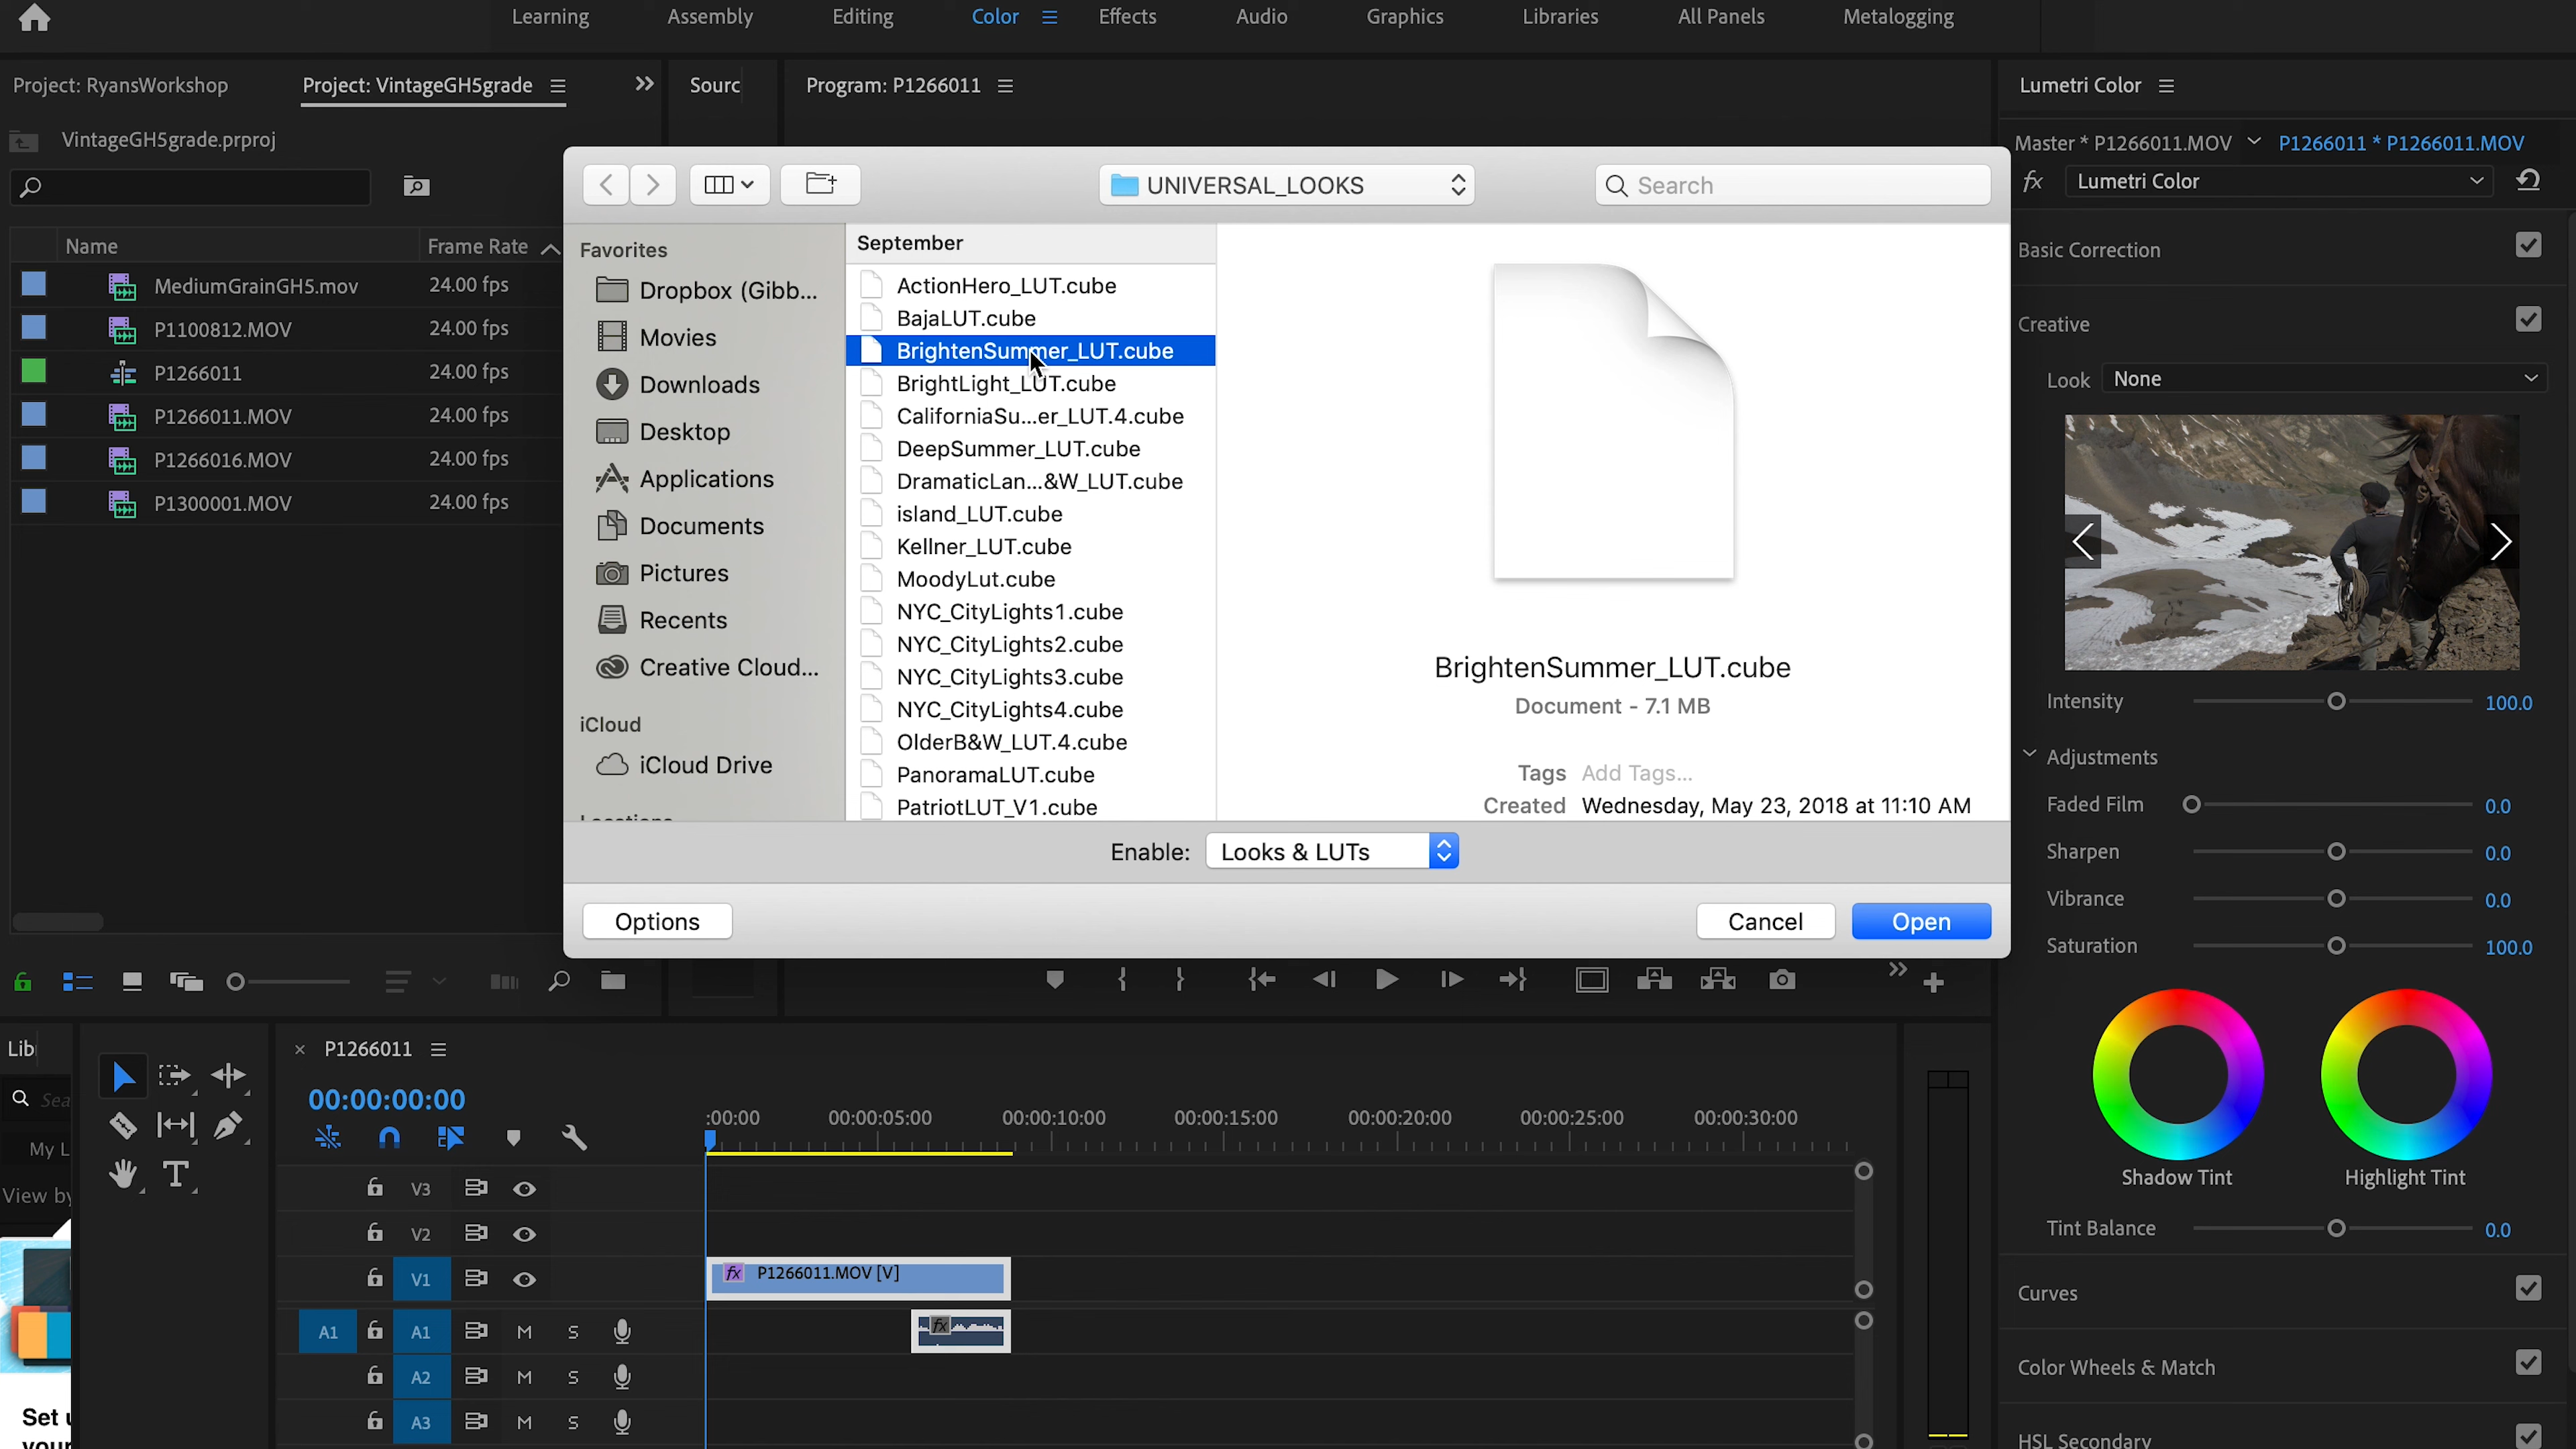 Learning
Assembly
Editing
Color
Effects
Audio
Graphics
Libraries
All Panels
Metalogging
Project: RyansWorkshop
Project: VintageGH5grade
Sourc
Program: P1266011
Lumetri Color
VintageGH5grade.prproj
Master * P1266011.MOV
P1266011 * P1266011.MOV
fx
Lumetri Color
Name
Frame Rate
MediumGrainGH5.mov 24.00 fps
P1100812.MOV 24.00 fps
P1266011 24.00 fps
P1266011.MOV 24.00 fps
P1266016.MOV 24.00 fps
P1300001.MOV 24.00 fps
UNIVERSAL_LOOKS
Search
Favorites
Dropbox (Gibb...
Movies
Downloads
Desktop
Applications
Documents
Pictures
Recents
Creative Cloud...
iCloud
iCloud Drive
Locations
September
ActionHero_LUT.cube
BajaLUT.cube
BrightenSummer_LUT.cube
BrightLight_LUT.cube
CaliforniaSu...er_LUT.4.cube
DeepSummer_LUT.cube
DramaticLan...&W_LUT.cube
island_LUT.cube
Kellner_LUT.cube
MoodyLut.cube
NYC_CityLights1.cube
NYC_CityLights2.cube
NYC_CityLights3.cube
NYC_CityLights4.cube
OlderB&W_LUT.4.cube
PanoramaLUT.cube
PatriotLUT_V1.cube
BrightenSummer_LUT.cube
Document - 7.1 MB
Tags Add Tags...
Created Wednesday, May 23, 2018 at 11:10 AM
Enable: Looks & LUTs
Options
Cancel
Open
Basic Correction
Creative
Look None
Intensity 100.0
Adjustments
Faded Film 0.0
Sharpen 0.0
Vibrance 0.0
Saturation 100.0
Shadow Tint
Highlight Tint
Tint Balance 0.0
Curves
Color Wheels & Match
HSL Secondary
Lib
Sea
My L
View by
Set u
your
P1266011
00:00:00:00
:00:00
00:00:05:00
00:00:10:00
00:00:15:00
00:00:20:00
00:00:25:00
00:00:30:00
V3
V2
V1
fx P1266011.MOV [V]
A1 A1 M S
fx
A2 M S
A3 M S